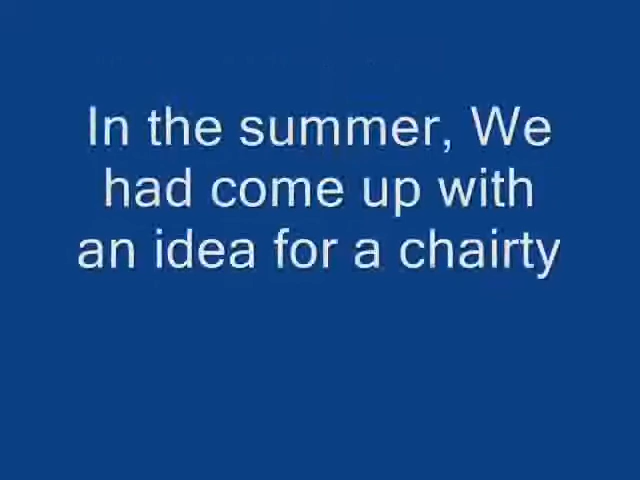 In the summer, We
had come up with
an idea for a chairty